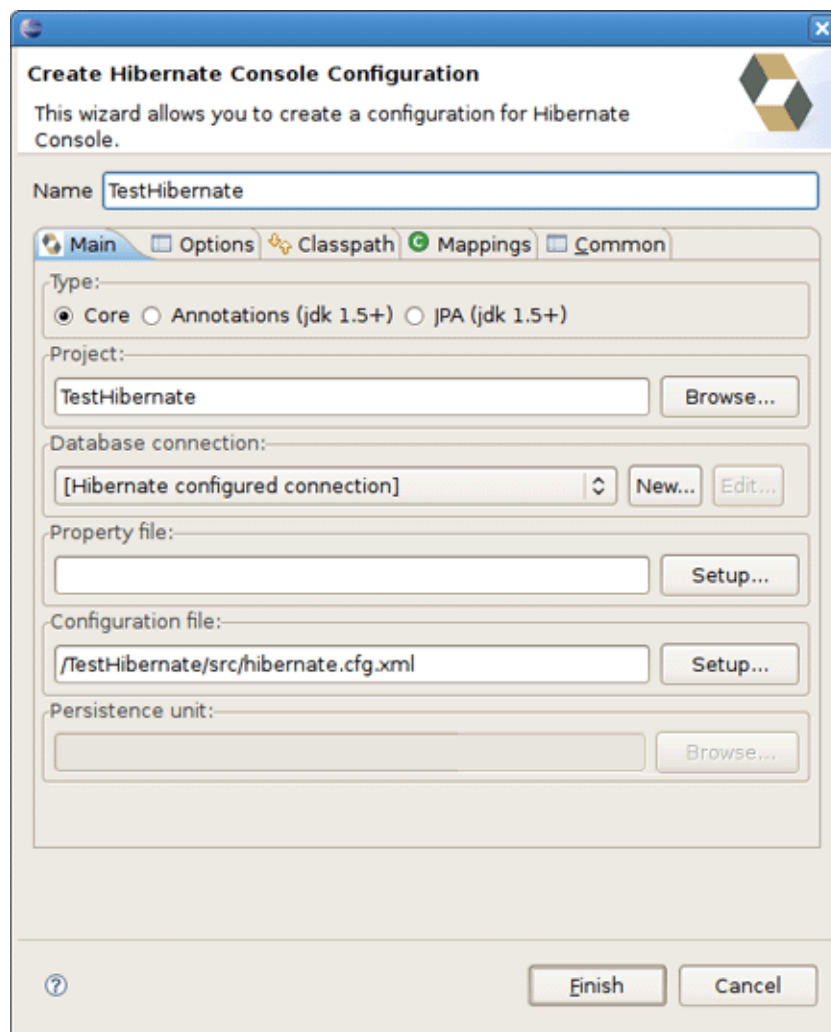 Create Hibernate Console Configuration
This wizard allows you to create a configuration for Hibernate
Console.
Name TestHibernate
Main Options Classpath Mappings Common
Type:
Core Annotations (jdk 1.5+) JPA (jdk 1.5+)
Project:
TestHibernate Browse...
Database connection:
[Hibernate configured connection] New... Edit...
Property file:
Setup...
Configuration file:
/TestHibernate/src/hibernate.cfg.xml Setup...
Persistence unit:
Browse...
Finish Cancel